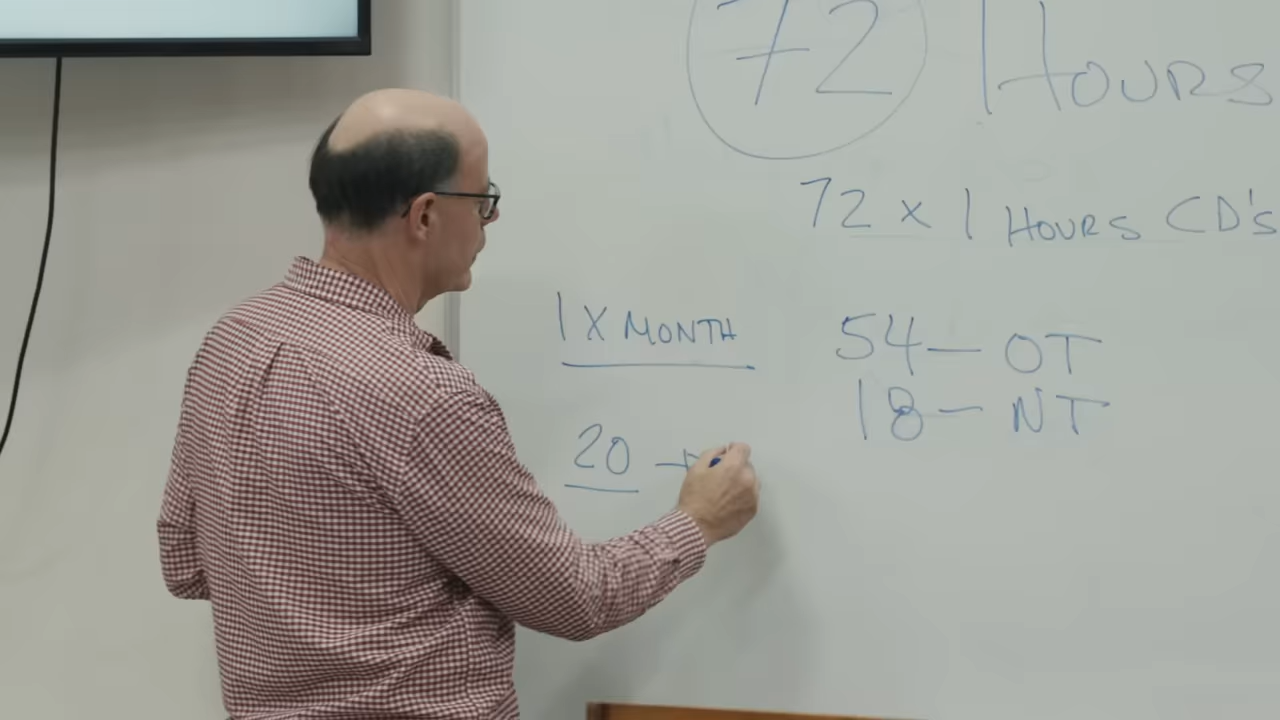 72 HOURS
72 x 1 HOURS CD's
1 X MONTH
54 — OT
18 — NT
20